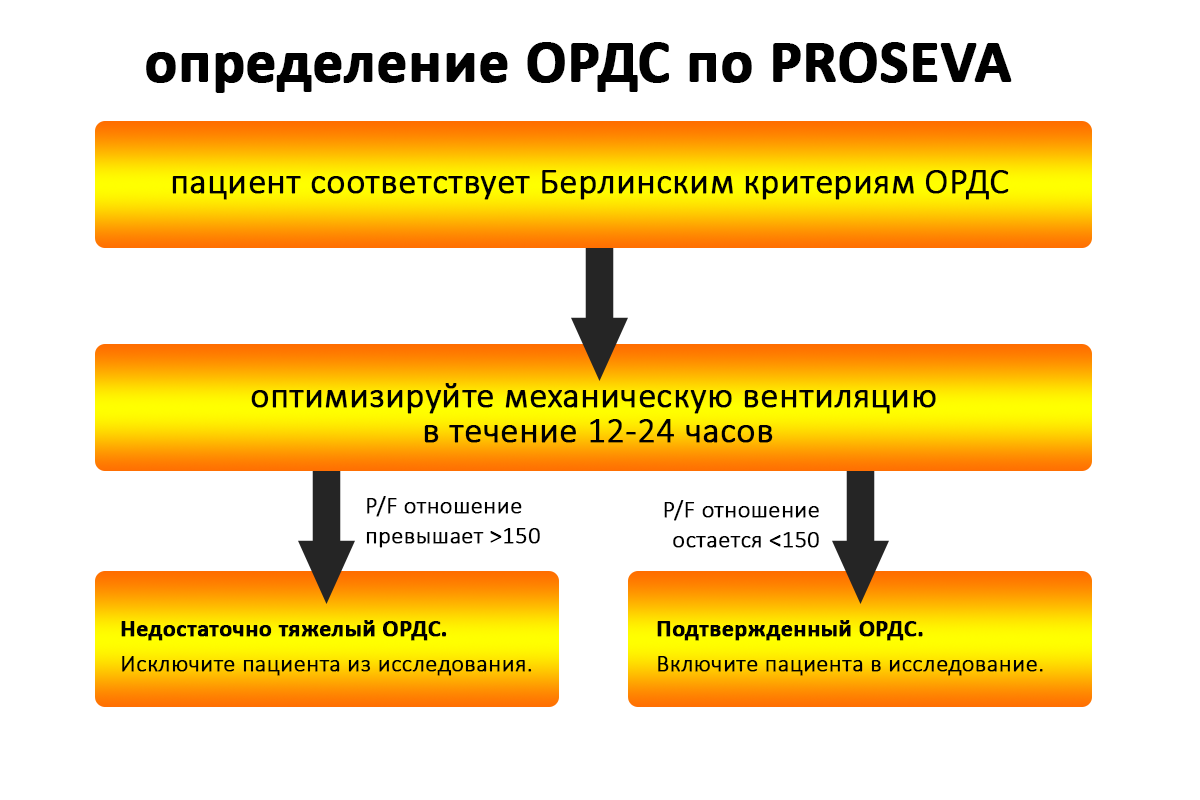 определение ОРДС по PROSEVA
пациент соответствует Берлинским критериям ОРДС
оптимизируйте механическую вентиляцию
в течение 12-24 часов
P/F отношение
превышает >150
P/F отношение
остается <150
Недостаточно тяжелый ОРДС.
Исключите пациента из исследования.
Подтвержденный ОРДС.
Включите пациента в исследование.